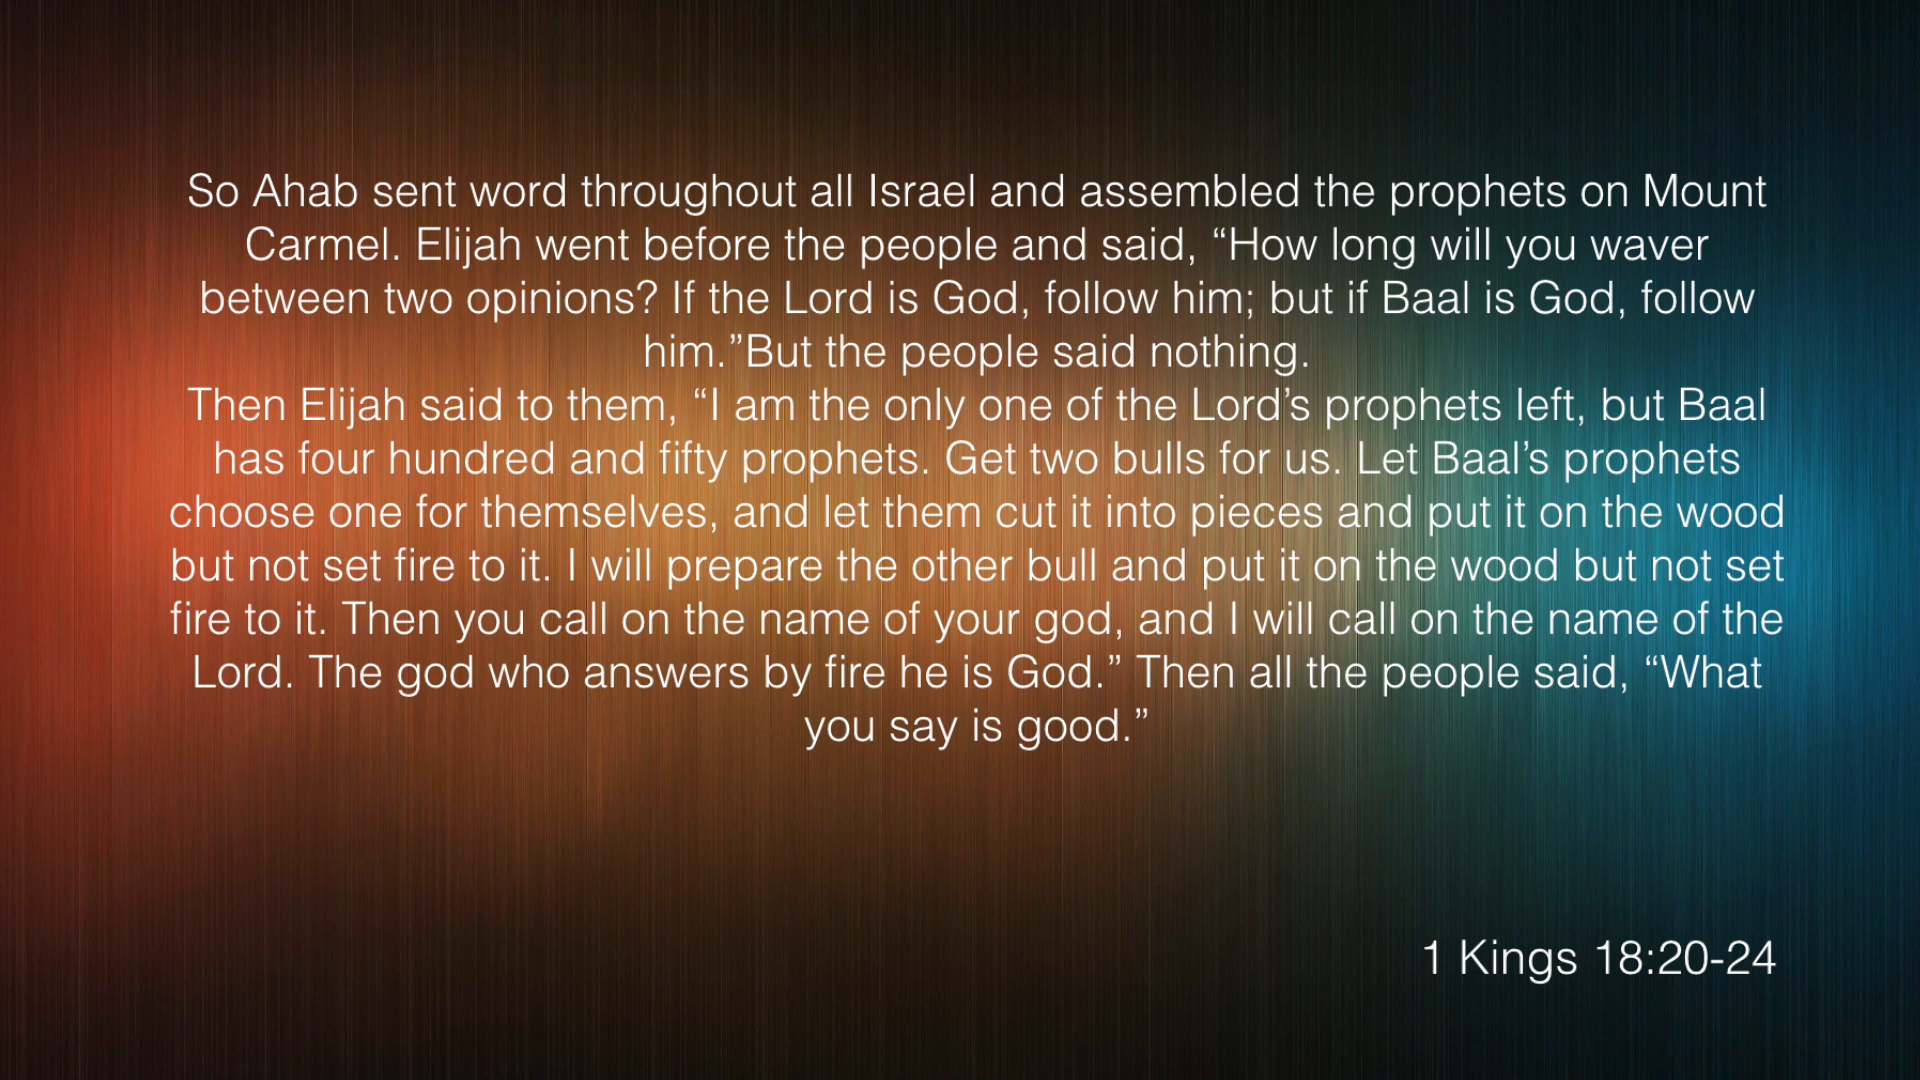 So Ahab sent word throughout all Israel and assembled the prophets on Mount
Carmel. Elijah went before the people and said, “How long will you waver
between two opinions? If the Lord is God, follow him; but if Baal is God, follow
him.”But the people said nothing.
Then Elijah said to them, “I am the only one of the Lord’s prophets left, but Baal
has four hundred and fifty prophets. Get two bulls for us. Let Baal’s prophets
choose one for themselves, and let them cut it into pieces and put it on the wood
but not set fire to it. I will prepare the other bull and put it on the wood but not set
fire to it. Then you call on the name of your god, and I will call on the name of the
Lord. The god who answers by fire he is God.” Then all the people said, “What
you say is good.”
1 Kings 18:20-24